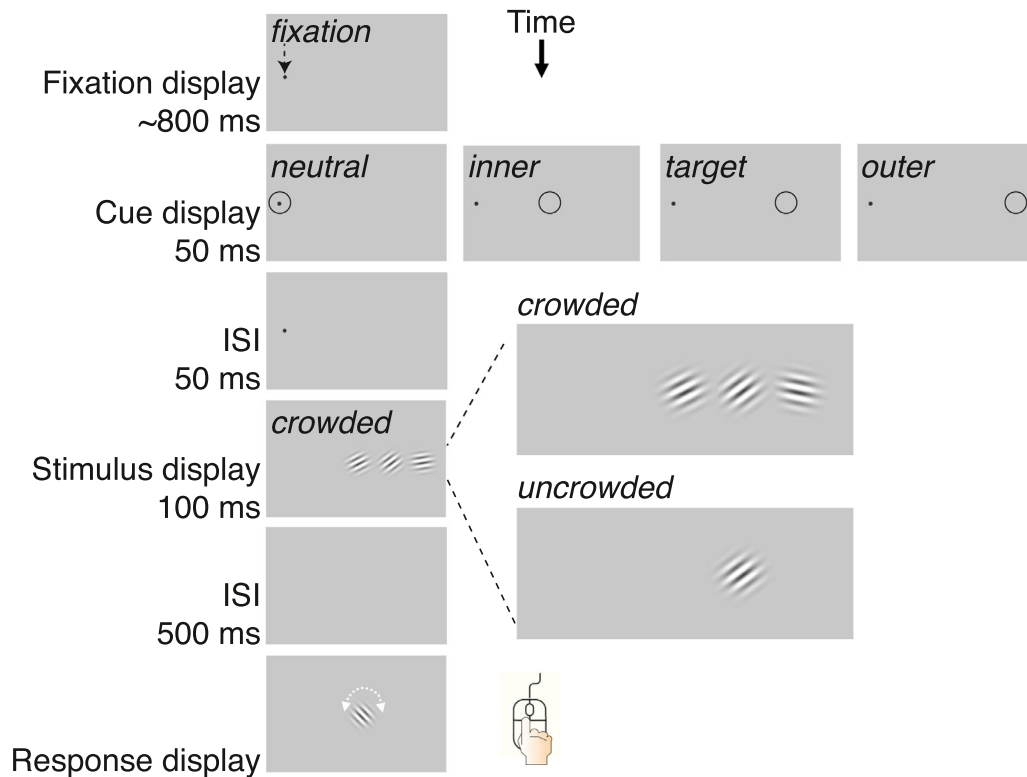 Time
fixation
Fixation display
~800 ms
neutral
inner
target
outer
Cue display
50 ms
ISI
50 ms
crowded
crowded
Stimulus display
100 ms
uncrowded
ISI
500 ms
Response display